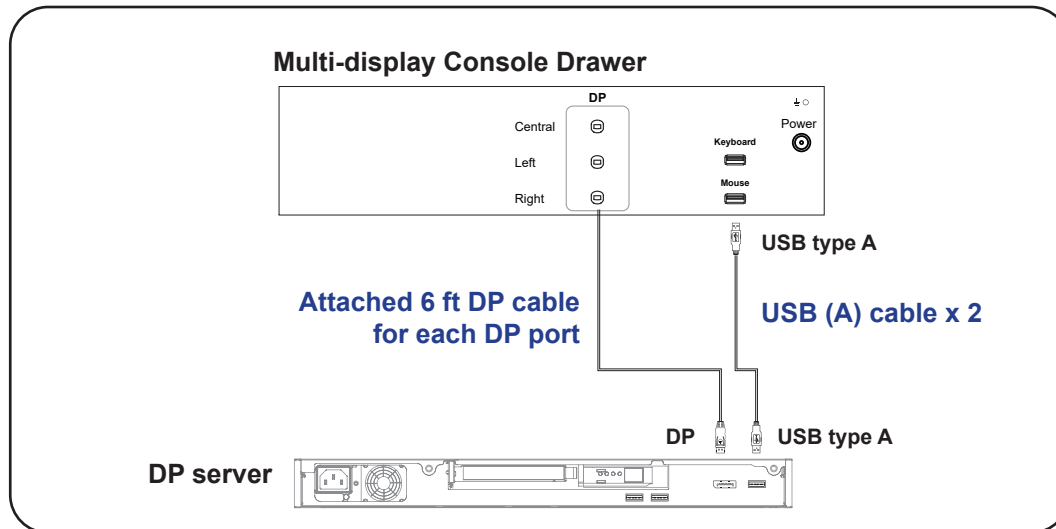 Multi-display Console Drawer
DP
Central
Left
Right
Keyboard
Mouse
Power
USB type A
Attached 6 ft DP cable
for each DP port
USB (A) cable x 2
DP
USB type A
DP server